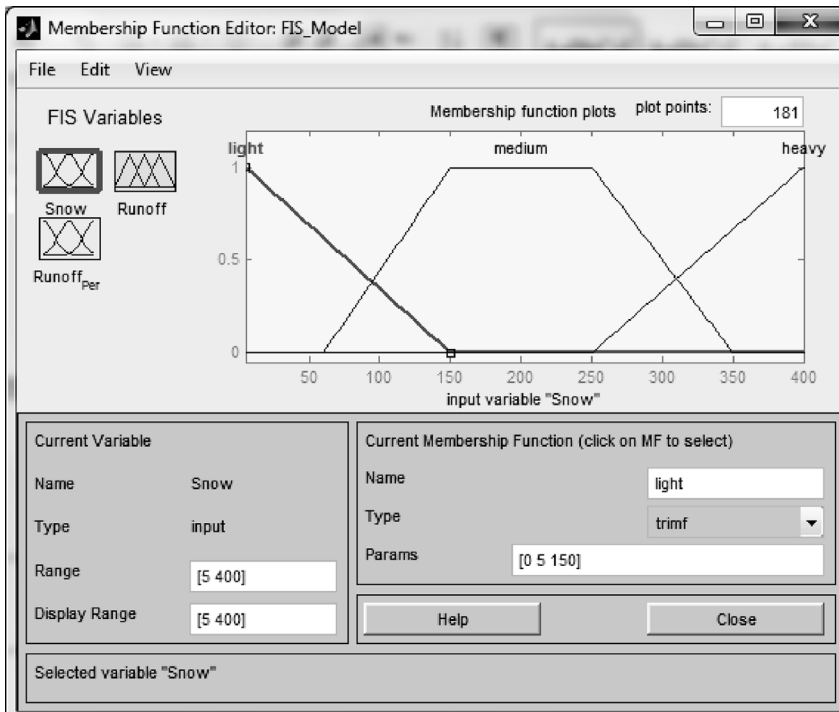 Membership Function Editor: FIS_Model
File Edit View
FIS Variables
Snow
Runoff
Runoff_Per
Membership function plots plot points: 181
light medium heavy
1
0.5
0
50 100 150 200 250 300 350 400
input variable "Snow"
Current Variable
Name Snow
Type input
Range [5 400]
Display Range [5 400]
Current Membership Function (click on MF to select)
Name light
Type trimf
Params [0 5 150]
Help Close
Selected variable "Snow"